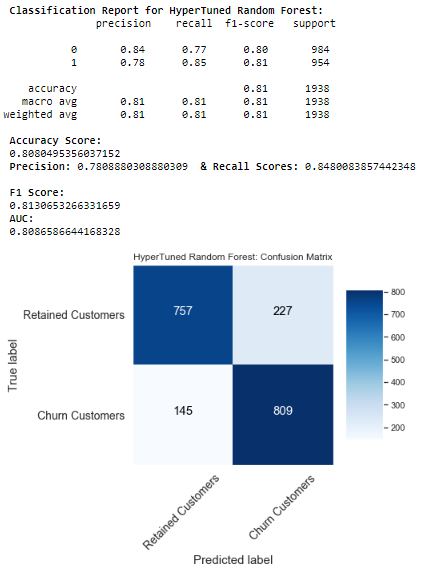 Classification Report for HyperTuned Random Forest:
precision recall f1-score support
0 0.84 0.77 0.80 984
1 0.78 0.85 0.81 954
accuracy 0.81 1938
macro avg 0.81 0.81 0.81 1938
weighted avg 0.81 0.81 0.81 1938
Accuracy Score:
0.8080495356037152
Precision: 0.7808880308880309 & Recall Scores: 0.8480083857442348
F1 Score:
0.8130653266331659
AUC:
0.8086586644168328
HyperTuned Random Forest: Confusion Matrix
Retained Customers 757 227
Churn Customers 145 809
True label
800
700
600
500
400
300
200
Retained Customers
Churn Customers
Predicted label